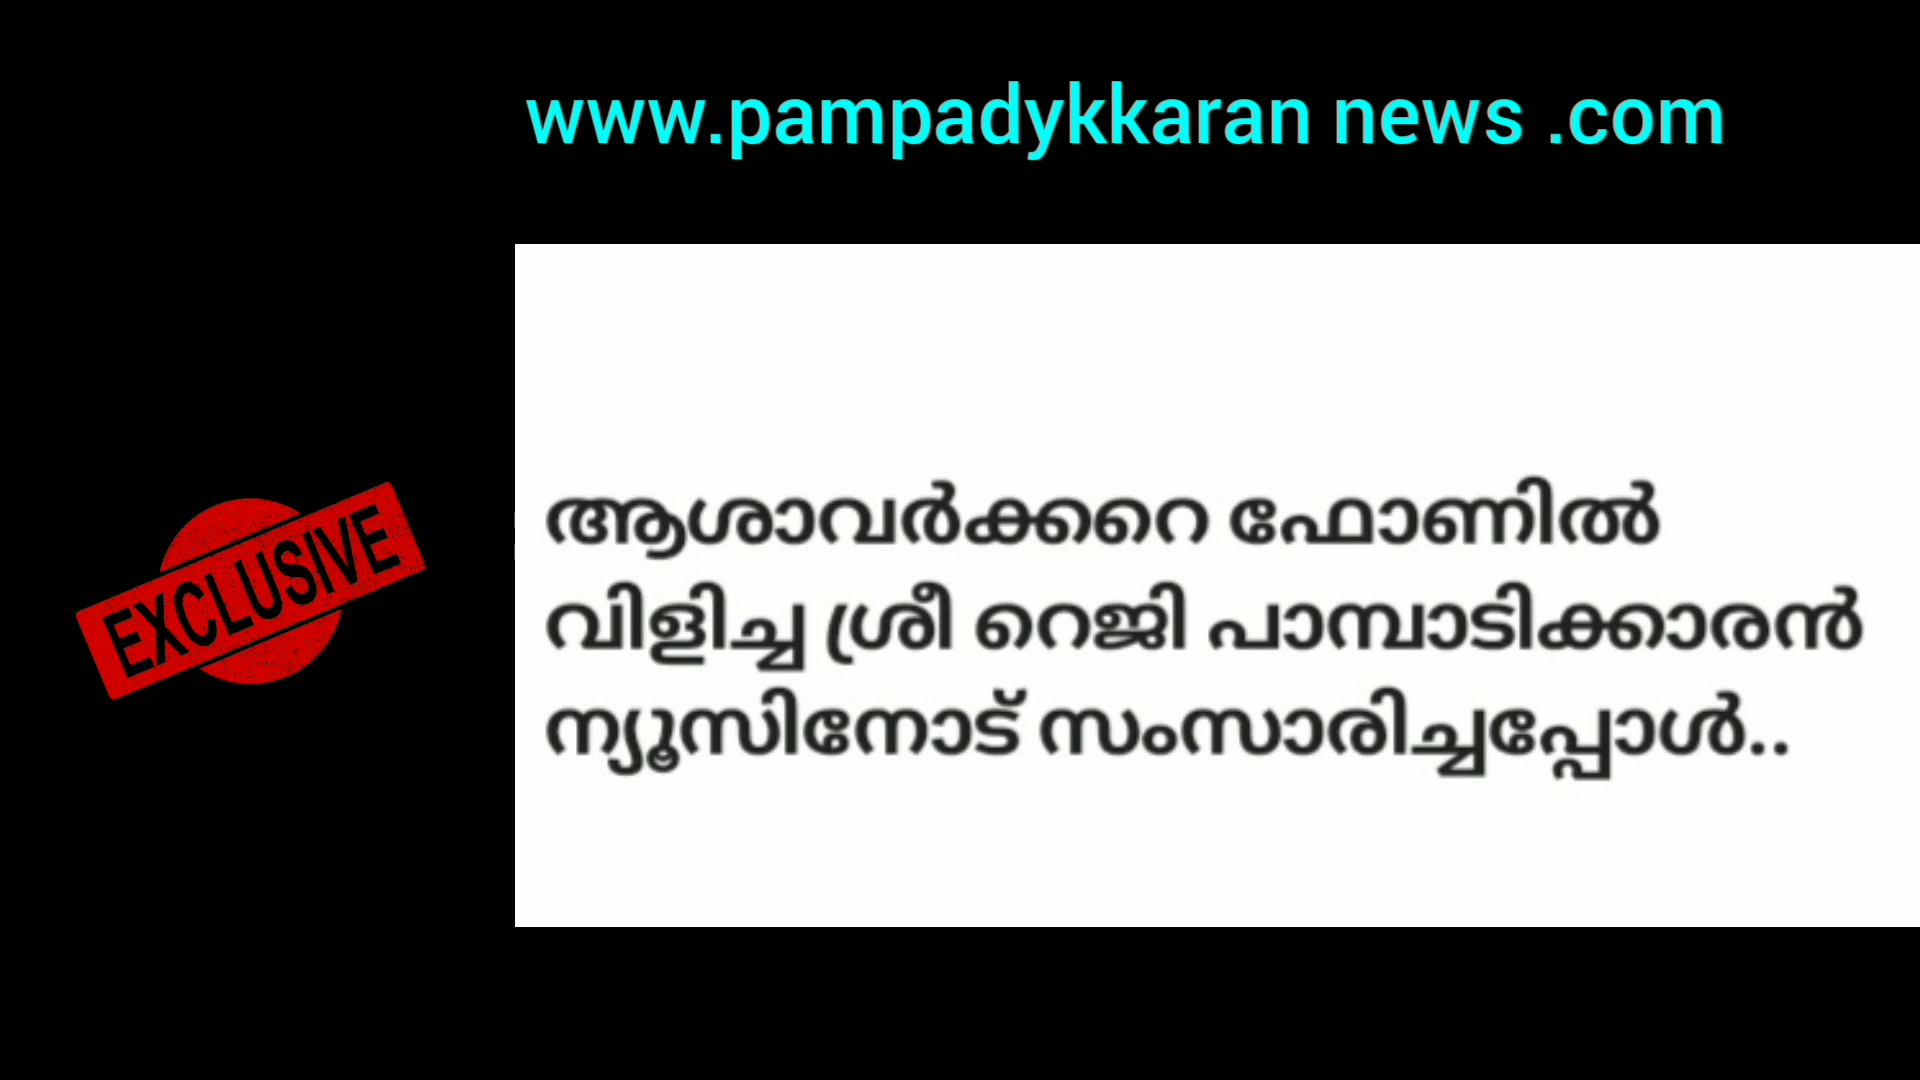 www.pampadykkaran news .com
EXCLUSIVE
ആശാവർക്കറെ ഫോണിൽ
വിളിച്ച ശ്രീ റെജി പാമ്പാടിക്കാരൻ
ന്യൂസിനോട് സംസാരിച്ചപ്പോൾ..